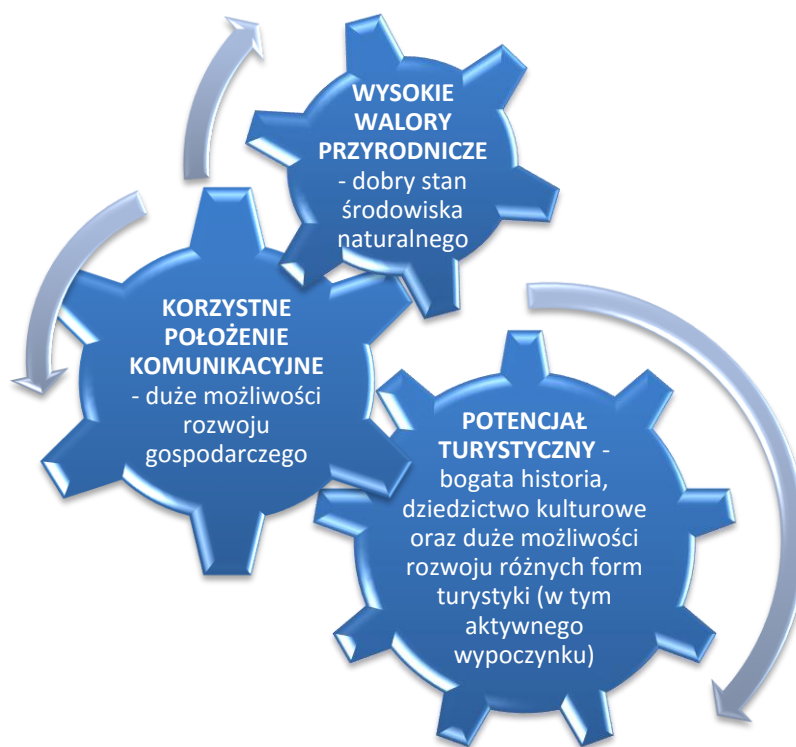 WYSOKIE
WALORY
PRZYRODNICZE
- dobry stan
środowiska
naturalnego
KORZYSTNE
POŁOŻENIE
KOMUNIKACYJNE
- duże możliwości
rozwoju
gospodarczego
POTENCJAŁ
TURYSTYCZNY -
bogata historia,
dziedzictwo kulturowe
oraz duże możliwości
rozwoju różnych form
turystyki (w tym
aktywnego
wypoczynku)